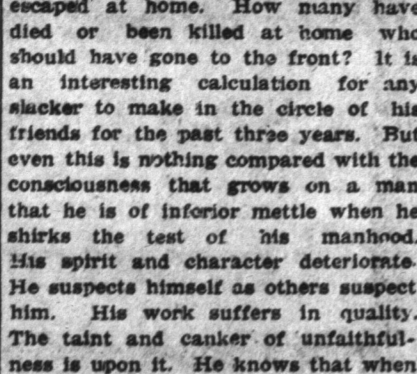 escaped at home. How many have
died or been killed at home who
should have gone to the front? It is
an interesting calculation for any
slacker to make in the circle of his
friends for the past three years. But
even this is nothing compared with the
consciousness that grows on a man
that he is of inferior mettle when he
shirks the test of his manhood.
His spirit and character deteriorate.
He suspects himself as others suspect
him. His work suffers in quality.
The taint and canker of unfaithful-
ness is upon it. He knows that when